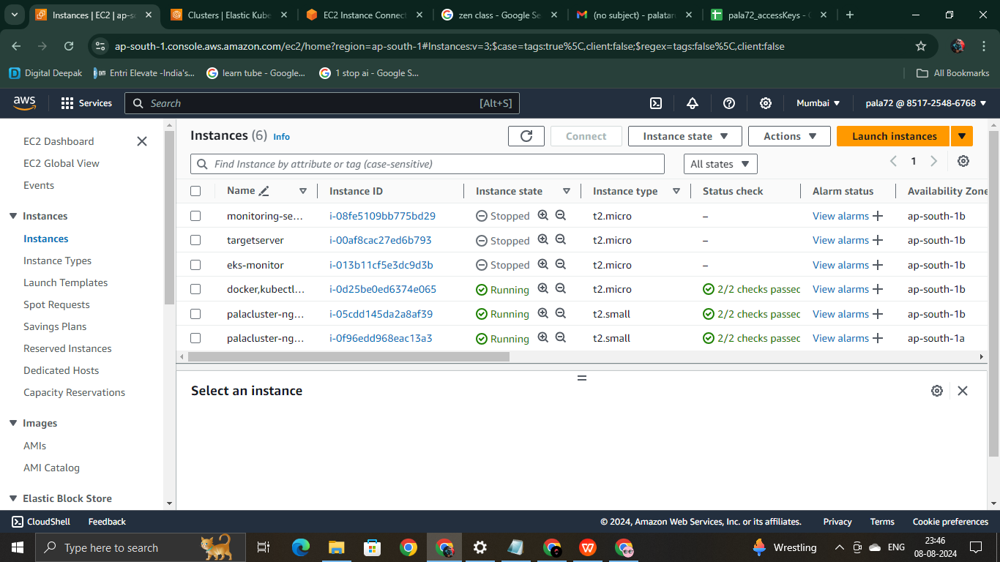 Instances | EC2 | ap-s
Clusters | Elastic Kube
EC2 Instance Connect
zen class - Google Se
(no subject) - palatan
pala72_accessKeys -
ap-south-1.console.aws.amazon.com/ec2/home?region=ap-south-1#Instances:v=3;$case=tags:true%5C,client:false;$regex=tags:false%5C,client:false
Digital Deepak
Entri Elevate -India's...
learn tube - Google...
1 stop ai - Google S...
All Bookmarks
aws
Services
Search
[Alt+S]
Mumbai
pala72 @ 8517-2548-6768
EC2 Dashboard
EC2 Global View
Events
Instances
Instances
Instance Types
Launch Templates
Spot Requests
Savings Plans
Reserved Instances
Dedicated Hosts
Capacity Reservations
Images
AMIs
AMI Catalog
Elastic Block Store
Instances (6) Info
Connect
Instance state
Actions
Launch instances
Find Instance by attribute or tag (case-sensitive)
All states
1
Name Instance ID Instance state Instance type Status check Alarm status Availability Zone
monitoring-se... i-08fe5109bb775bd29 Stopped t2.micro – View alarms ap-south-1b
targetserver i-00af8cac27ed6b793 Stopped t2.micro – View alarms ap-south-1b
eks-monitor i-013b11cf5e3dc9d3b Stopped t2.micro – View alarms ap-south-1b
docker,kubectl... i-0d25be0ed6374e065 Running t2.micro 2/2 checks passed View alarms ap-south-1b
palacluster-ng... i-05cdd145da2a8af39 Running t2.small 2/2 checks passed View alarms ap-south-1b
palacluster-ng... i-0f96edd968eac13a3 Running t2.small 2/2 checks passed View alarms ap-south-1a
Select an instance
CloudShell
Feedback
© 2024, Amazon Web Services, Inc. or its affiliates.
Privacy
Terms
Cookie preferences
Type here to search
Wrestling
ENG
23:46
08-08-2024